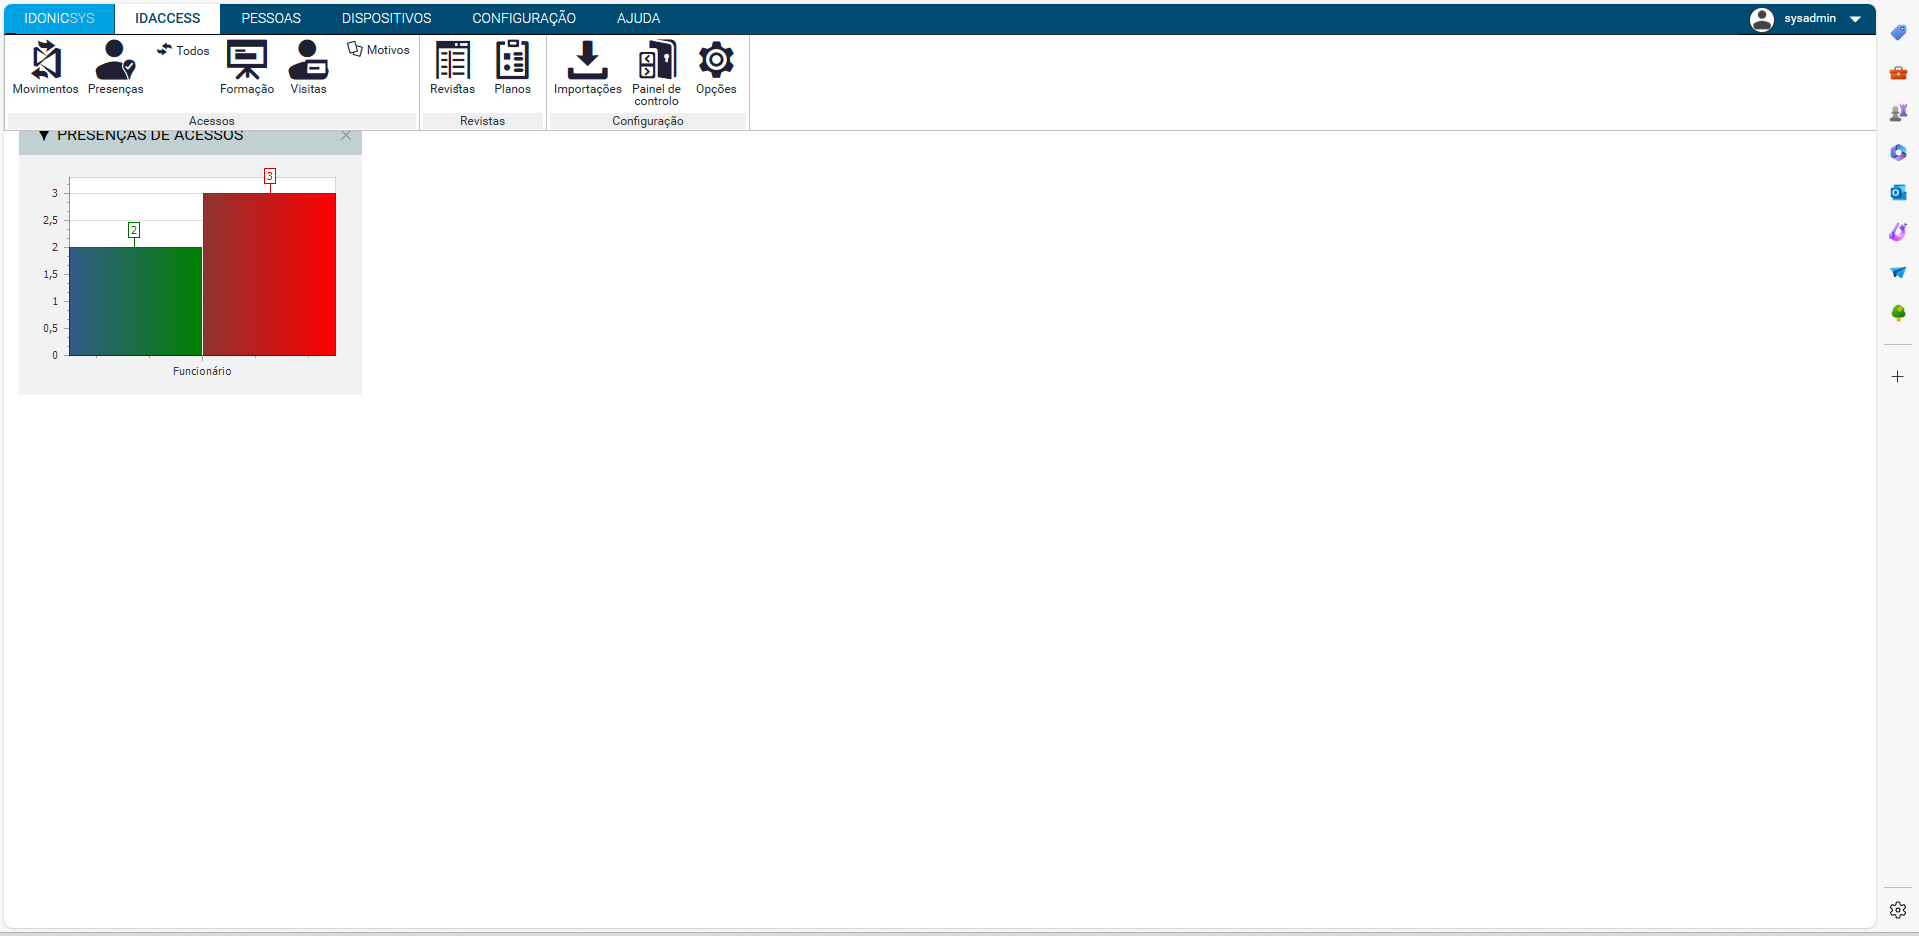 IDONICSYS IDACCESS PESSOAS DISPOSITIVOS CONFIGURAÇÃO AJUDA sysadmin
Movimentos Presenças Todos Formação Visitas Motivos Revistas Planos Importações Painel de controlo Opções
Acessos Revistas Configuração
PRESENÇAS DE ACESSOS
3
3
2,5
2
2
1,5
1
0,5
0
Funcionário